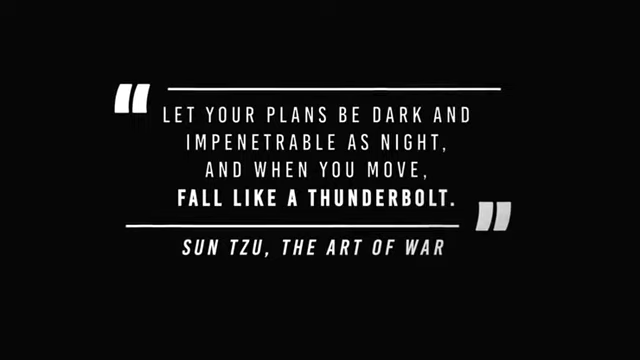 LET YOUR PLANS BE DARK AND
IMPENETRABLE AS NIGHT,
AND WHEN YOU MOVE,
FALL LIKE A THUNDERBOLT.
SUN TZU, THE ART OF WAR